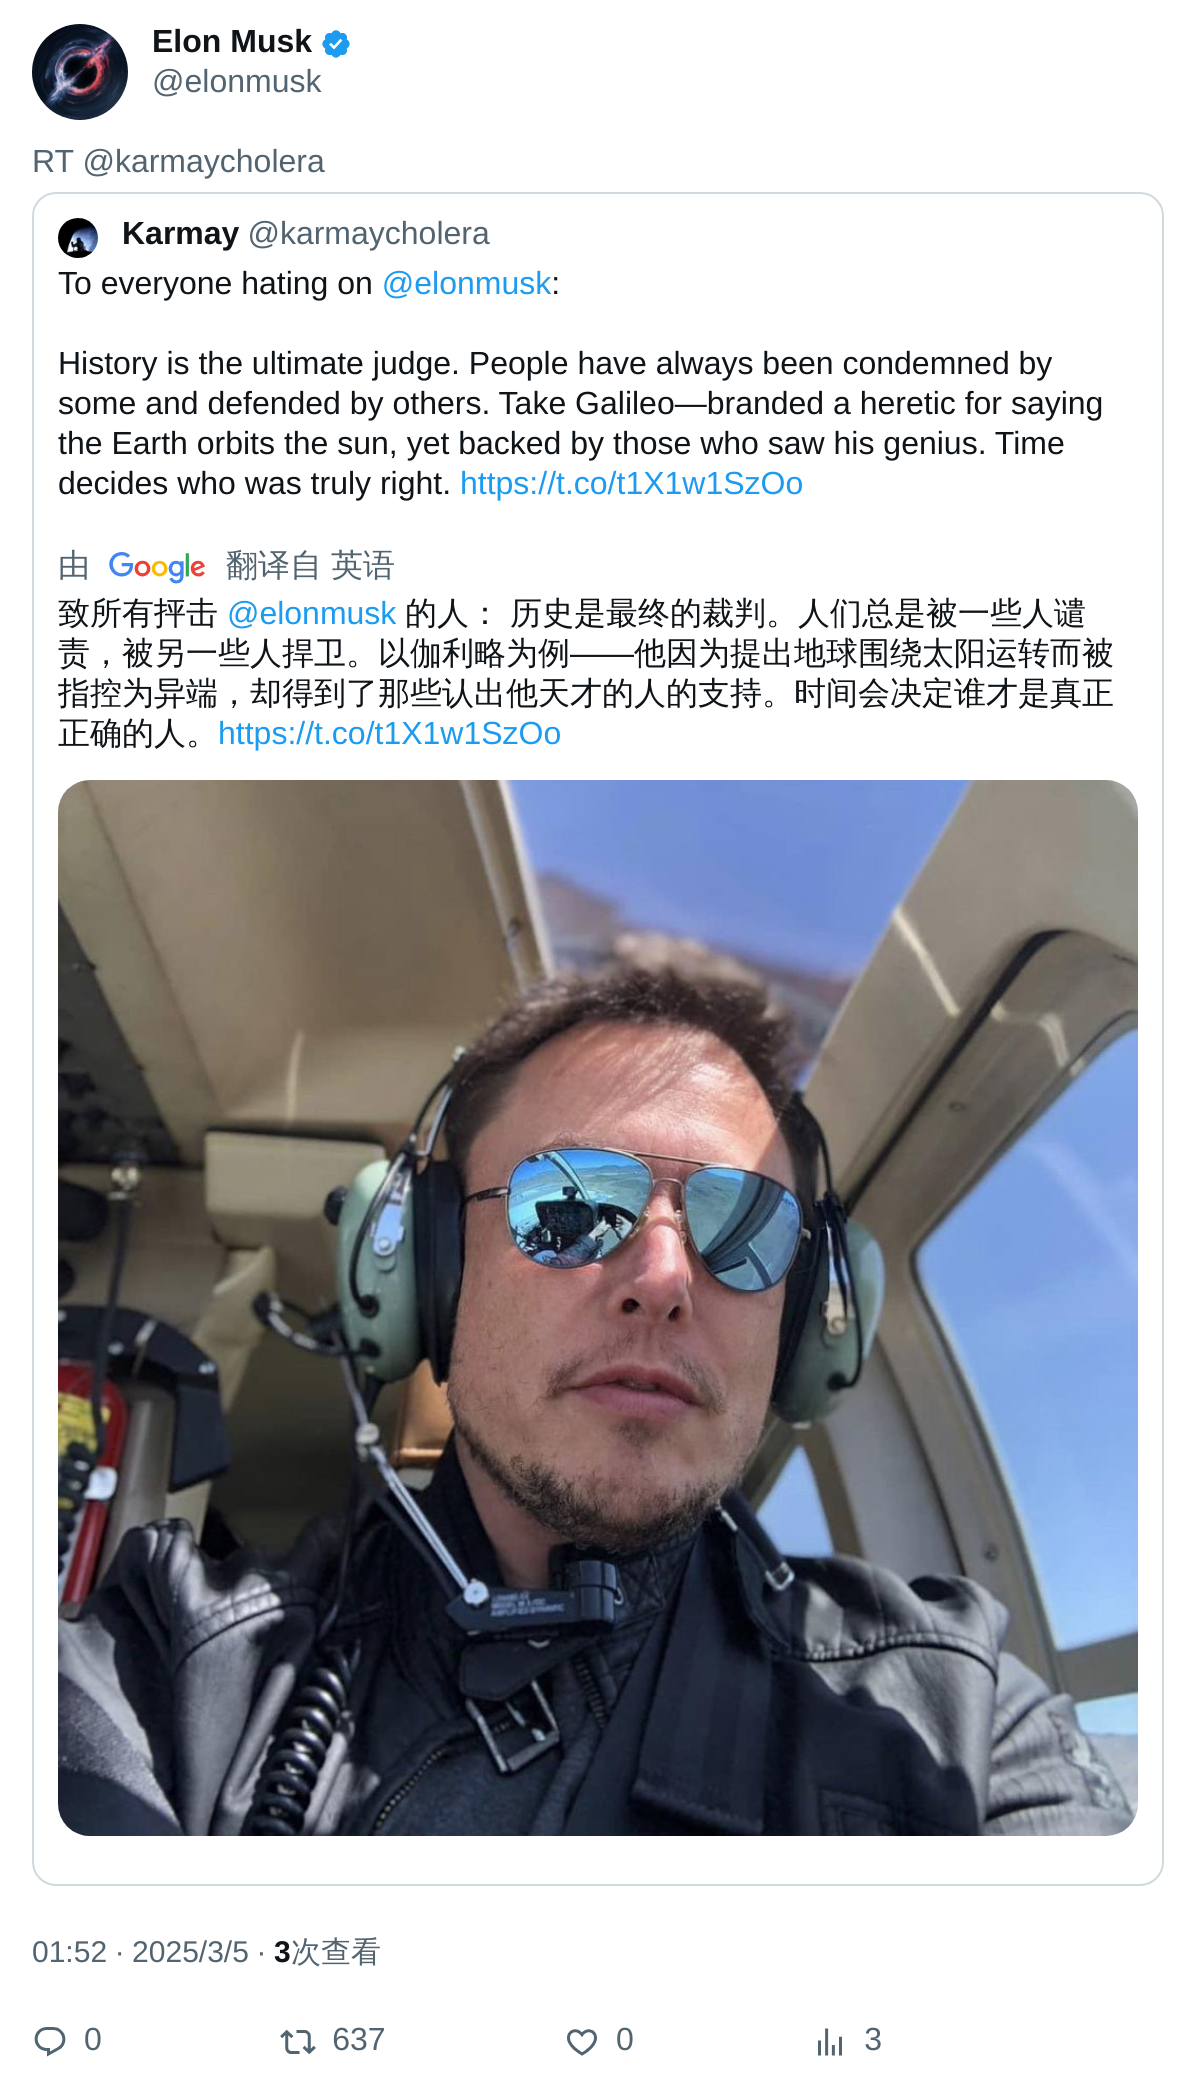 Elon Musk
@elonmusk
RT @karmaycholera
Karmay @karmaycholera
To everyone hating on @elonmusk:
History is the ultimate judge. People have always been condemned by
some and defended by others. Take Galileo—branded a heretic for saying
the Earth orbits the sun, yet backed by those who saw his genius. Time
decides who was truly right. https://t.co/t1X1w1SzOo
由 Google 翻译自 英语
致所有抨击 @elonmusk 的人： 历史是最终的裁判。人们总是被一些人谴
责，被另一些人捍卫。以伽利略为例——他因为提出地球围绕太阳运转而被
指控为异端，却得到了那些认出他天才的人的支持。时间会决定谁才是真正
正确的人。https://t.co/t1X1w1SzOo
01:52 · 2025/3/5 · 3次查看
0 637 0 3